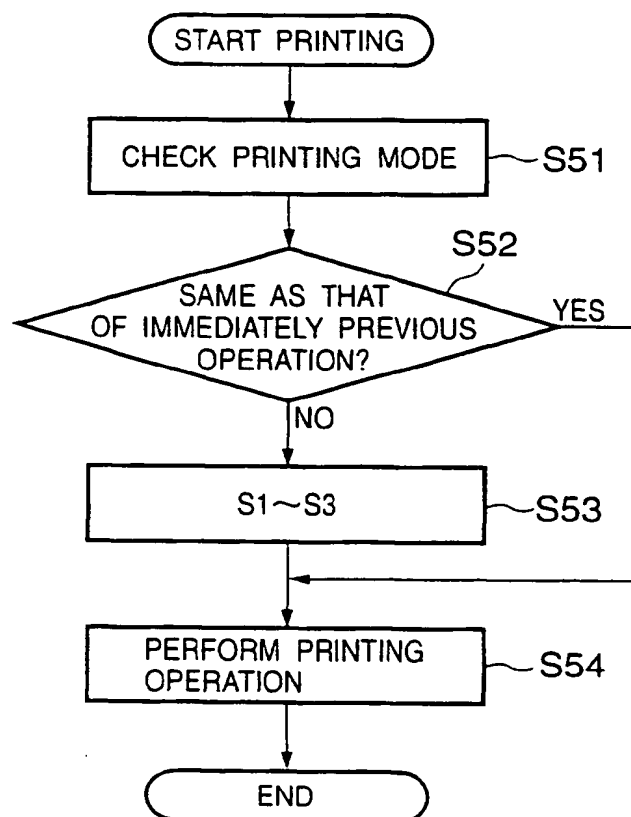 START PRINTING
CHECK PRINTING MODE
S51
S52
SAME AS THAT
OF IMMEDIATELY PREVIOUS
OPERATION?
YES
NO
S1~S3
S53
PERFORM PRINTING
OPERATION
S54
END